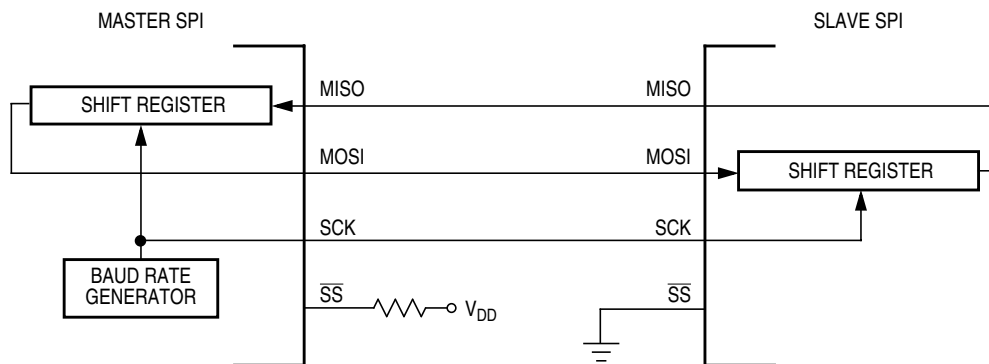 MASTER SPI
SLAVE SPI
SHIFT REGISTER
MISO
MISO
MOSI
MOSI
SHIFT REGISTER
SCK
SCK
BAUD RATE
GENERATOR
SS
VDD
SS